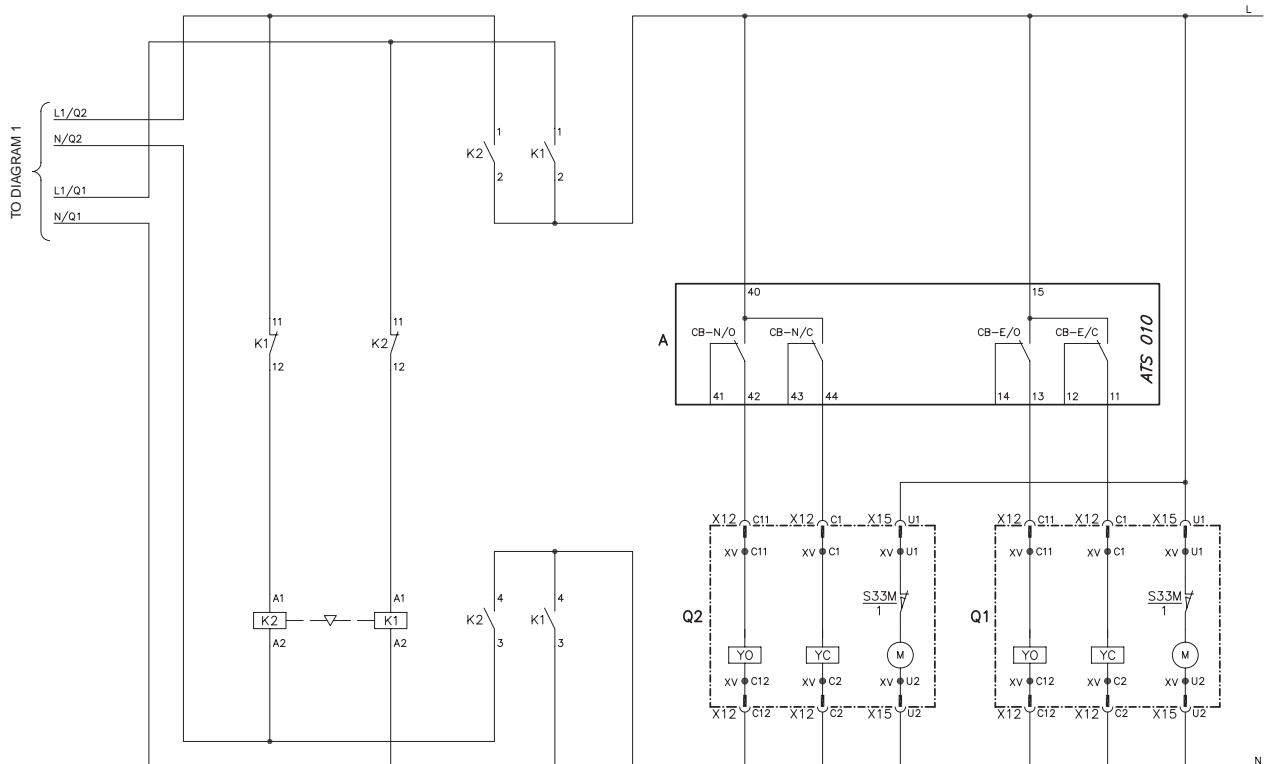 L
TO DIAGRAM 1
L1/Q2
N/Q2
L1/Q1
N/Q1
1 1
K2 K1
2 2
40 15
11 11
K1 K2
12 12
A
CB-N/O CB-N/C CB-E/O CB-E/C
ATS 010
41 42 43 44 14 13 12 11
X12 C11 X12 C1 X15 U1 X12 C11 X12 C1 X15 U1
XV C11 XV C1 XV U1 XV C11 XV C1 XV U1
A1 A1 4 4
K2 K1 K2 K1
A2 A2 3 3
S33M S33M
1 1
Q2 Q1
YO YC M YO YC M
XV C12 XV C2 XV U2 XV C12 XV C2 XV U2
X12 C12 X12 C2 X15 U2 X12 C12 X12 C2 X15 U2
N